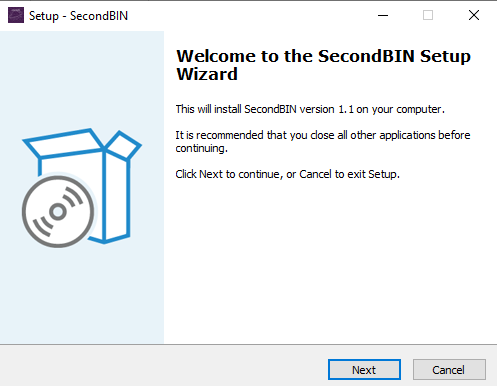 Setup - SecondBIN
Welcome to the SecondBIN Setup
Wizard
This will install SecondBIN version 1.1 on your computer.
It is recommended that you close all other applications before
continuing.
Click Next to continue, or Cancel to exit Setup.
Next
Cancel